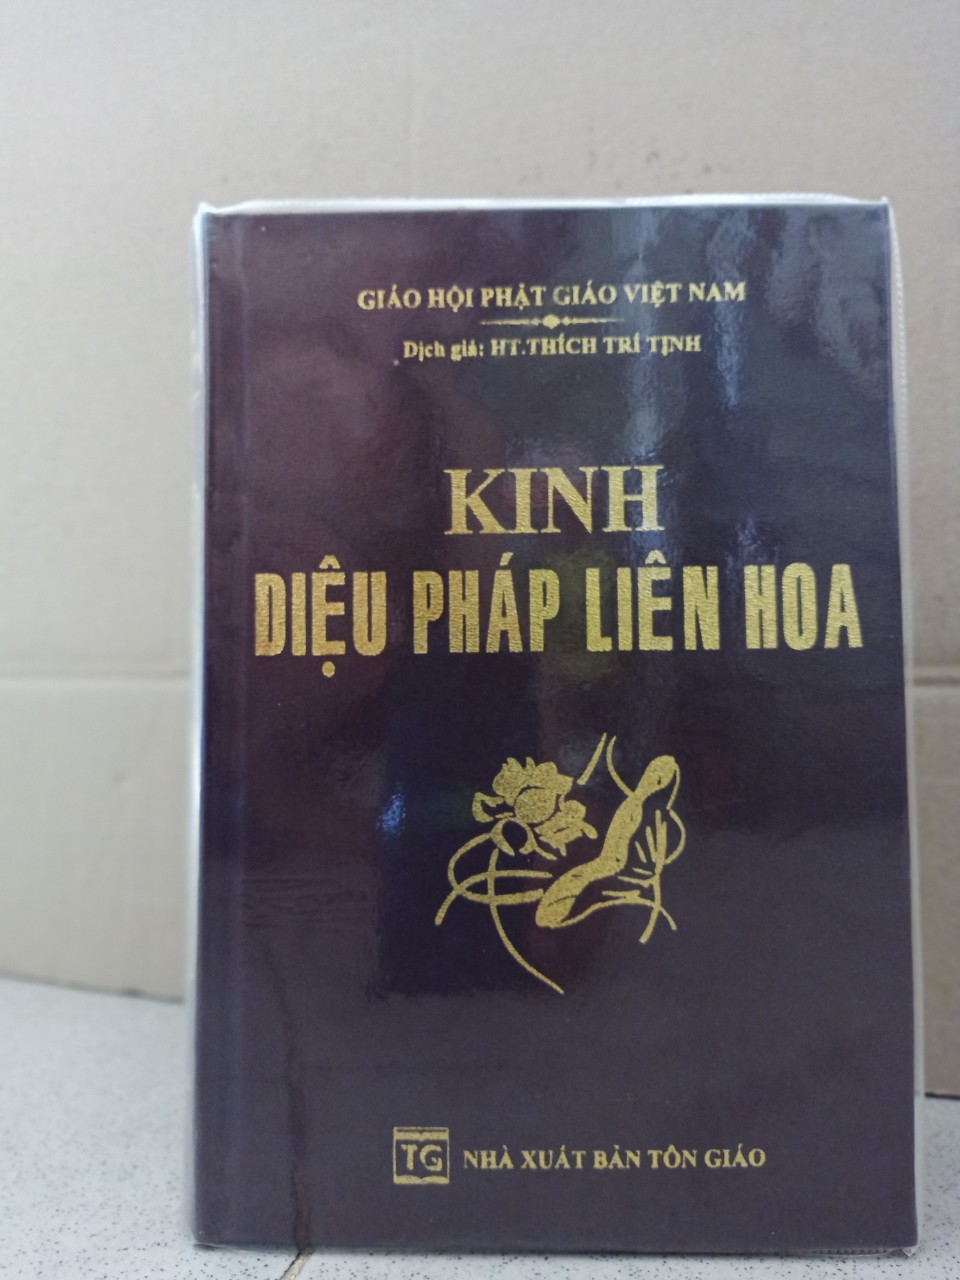 GIÁO HỘI PHẬT GIÁO VIỆT NAM
Dịch giả: HT.THÍCH TRÍ TỊNH
KINH
DIỆU PHÁP LIÊN HOA
TG NHÀ XUẤT BẢN TÔN GIÁO